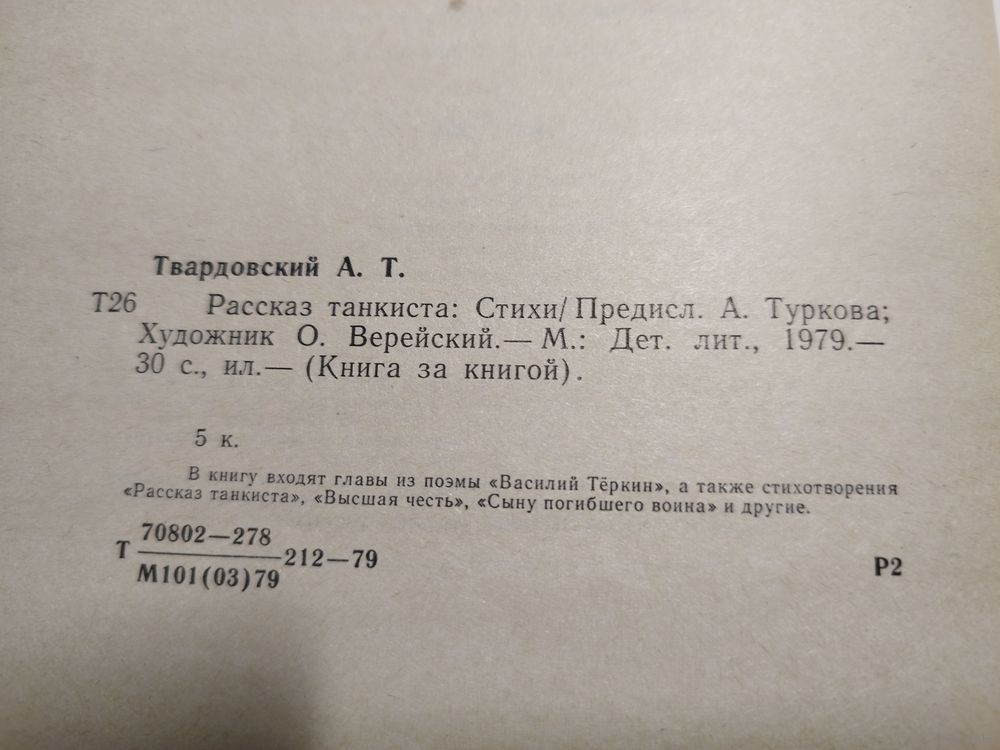 Твардовский А. Т.
Т26 Рассказ танкиста: Стихи/Предисл. А. Туркова;
Художник О. Верейский.— М.: Дет. лит., 1979.—
30 с., ил.— (Книга за книгой).
5 к.
В книгу входят главы из поэмы «Василий Тёркин», а также стихотворения
«Рассказ танкиста», «Высшая честь», «Сыну погибшего воина» и другие.
70802—278
Т 212—79
М101(03)79
Р2